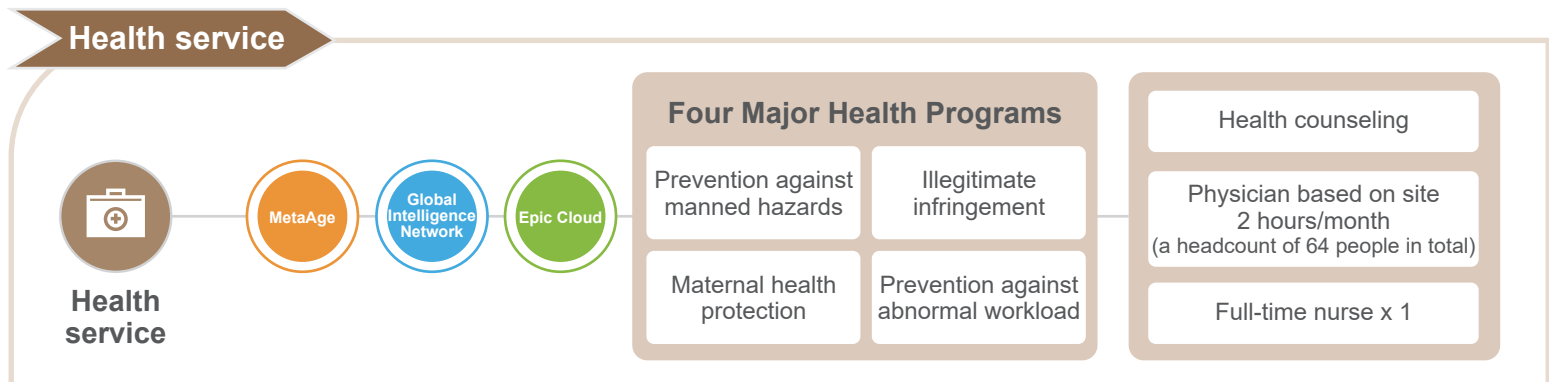 Health service
Health
service
MetaAge
Global
Intelligence
Network
Epic Cloud
Four Major Health Programs
Prevention against
manned hazards
Illegitimate
infringement
Maternal health
protection
Prevention against
abnormal workload
Health counseling
Physician based on site
2 hours/month
(a headcount of 64 people in total)
Full-time nurse x 1